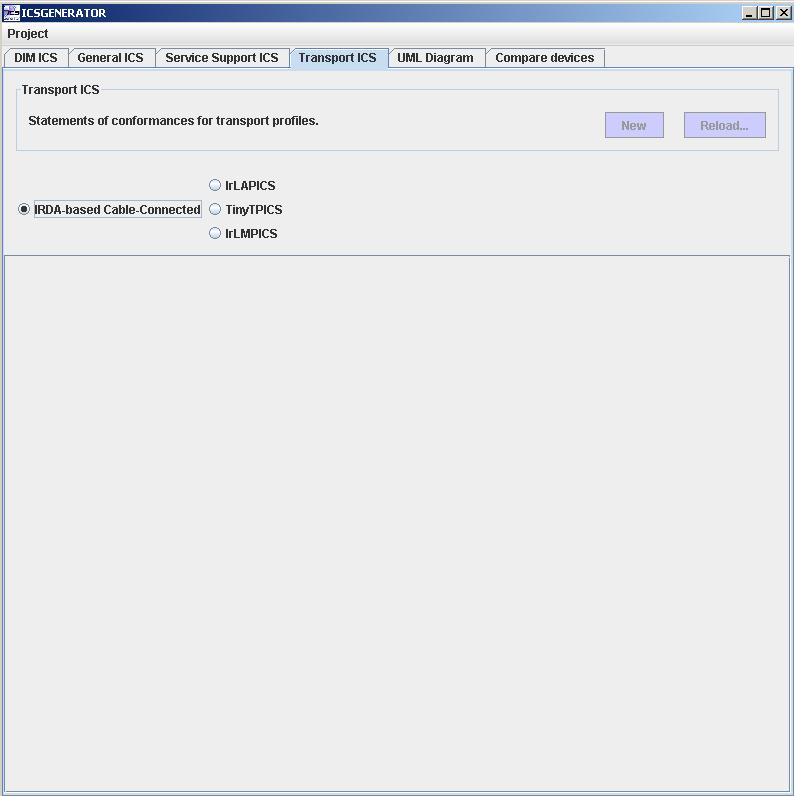 ICSGENERATOR
Project
DIM ICS General ICS Service Support ICS Transport ICS UML Diagram Compare devices
Transport ICS
Statements of conformances for transport profiles. New Reload...
IrLAPICS
IRDA-based Cable-Connected TinyTPICS
IrLMPICS